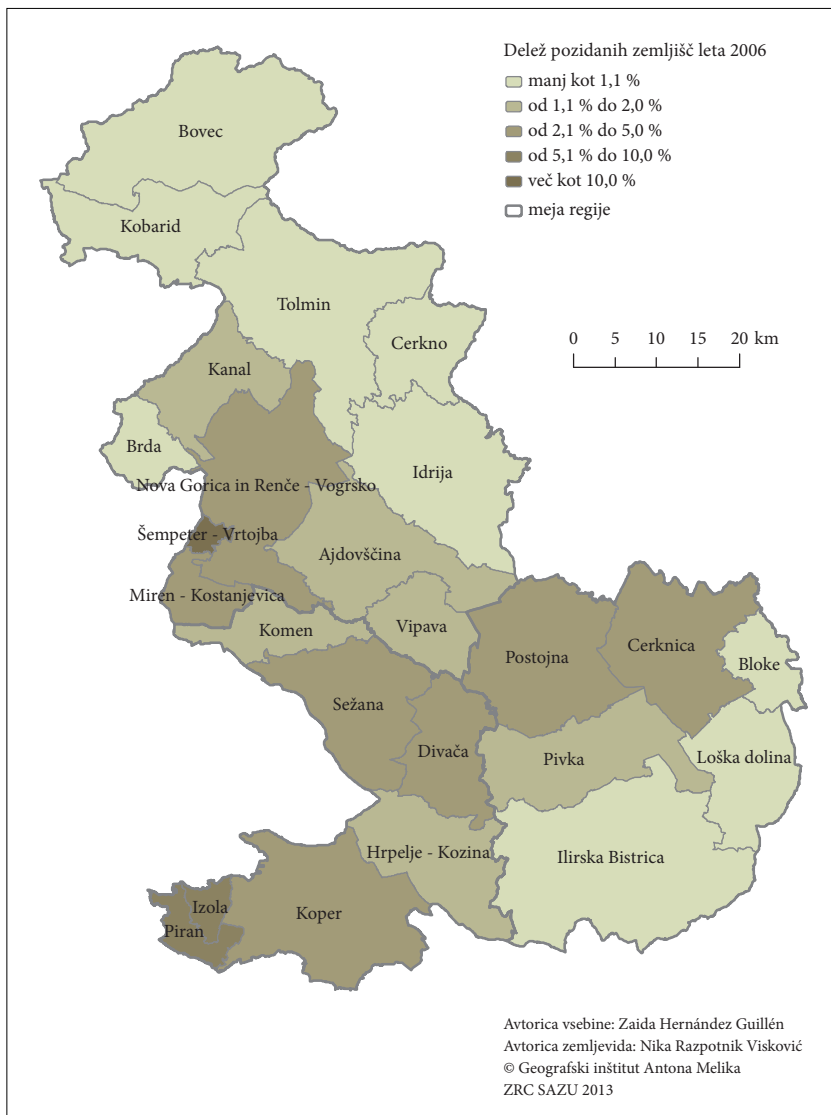 Delež pozidanih zemljišč leta 2006
manj kot 1,1 %
od 1,1 % do 2,0 %
od 2,1 % do 5,0 %
od 5,1 % do 10,0 %
več kot 10,0 %
meja regije
Bovec
Kobarid
Tolmin
Cerkno
0 5 10 15 20 km
Kanal
Brda
Idrija
Nova Gorica in Renče - Vogrsko
Šempeter - Vrtojba
Ajdovščina
Miren - Kostanjevica
Komen
Vipava
Postojna
Cerknica
Bloke
Sežana
Divača
Pivka
Loška dolina
Hrpelje - Kozina
Ilirska Bistrica
Izola
Piran
Koper
Avtorica vsebine: Zaida Hernández Guillén
Avtorica zemljevida: Nika Razpotnik Visković
© Geografski inštitut Antona Melika
ZRC SAZU 2013